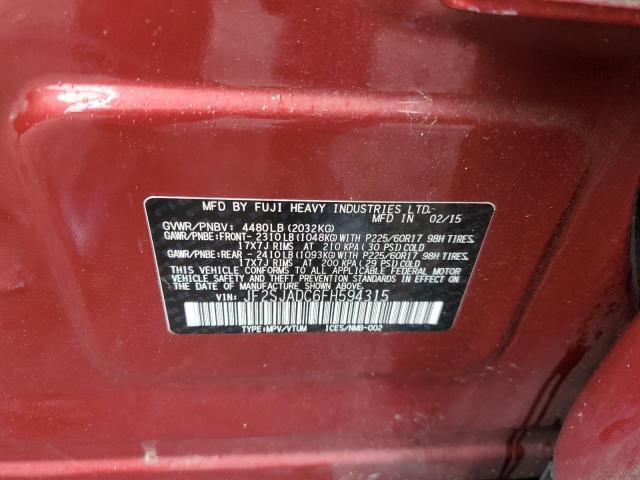 MFD BY FUJI HEAVY INDUSTRIES LTD.
MFD IN 02/15
GVWR/PNBV: 4480LB (2032KG)
GAWR/PNBE:FRONT- 2310LB (1048KG) WITH P225/60R17 98H TIRES,
17X7J RIMS AT 210 KPA (30 PSI) COLD
GAWR/PNBE:REAR - 2410LB (1093KG) WITH P225/60R17 98H TIRES,
17X7J RIMS AT 200 KPA (29 PSI) COLD
THIS VEHICLE CONFORMS TO ALL APPLICABLE FEDERAL MOTOR VEHICLE
SAFETY, BUMPER, AND THEFT PREVENTION STANDARDS IN EFFECT ON THE
DATE OF MANUFACTURE SHOWN ABOVE.
VIN: JF2SJADC6FH594315
TYPE:MPV/VTUM ICES/NMB-002